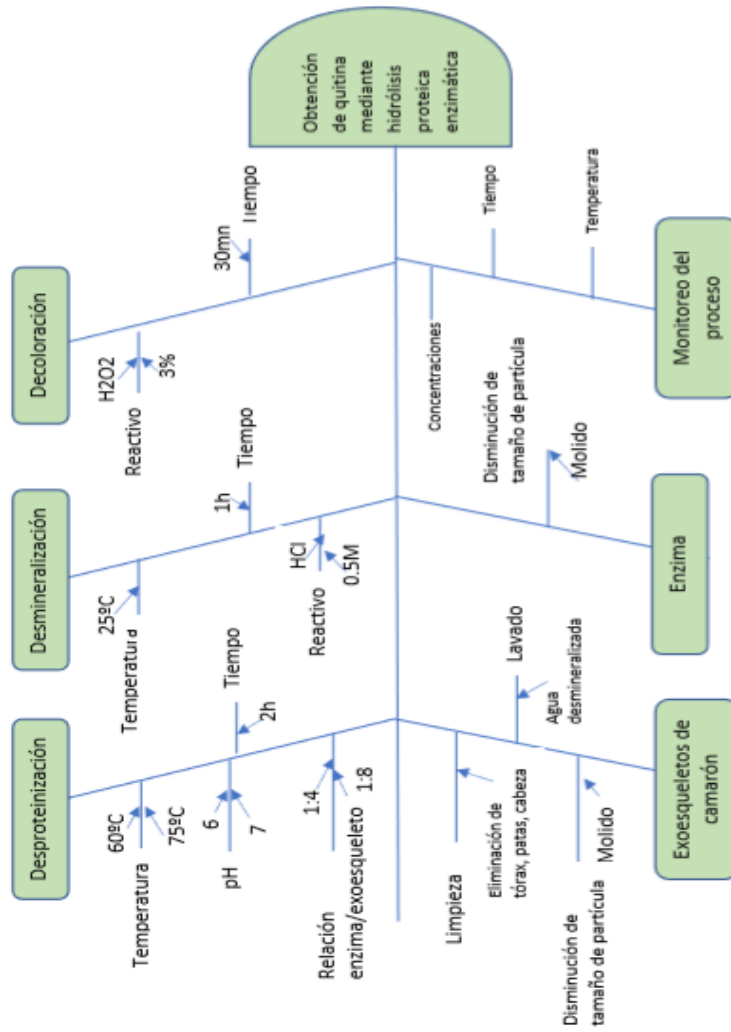 Desproteinización
Desmineralización
Decoloración
60ºC
Temperatura
75ºC
6
pH
7
Tiempo
2h
1:4
Relación
enzima/exoesqueleto
1:8
25ºC
Temperatura
1h
Tiempo
HCl
Reactivo
0.5M
H2O2
Reactivo
3%
30mn
Tiempo
Obtención
de quitina
mediante
hidrólisis
proteica
enzimática
Limpieza
Eliminación de
tórax, patas, cabeza
Lavado
Agua
desmineralizada
Disminución de
tamaño de partícula
Molido
Disminución de
tamaño de partícula
Molido
Concentraciones
Tiempo
Temperatura
Exoesqueletos de
camarón
Enzima
Monitoreo del
proceso